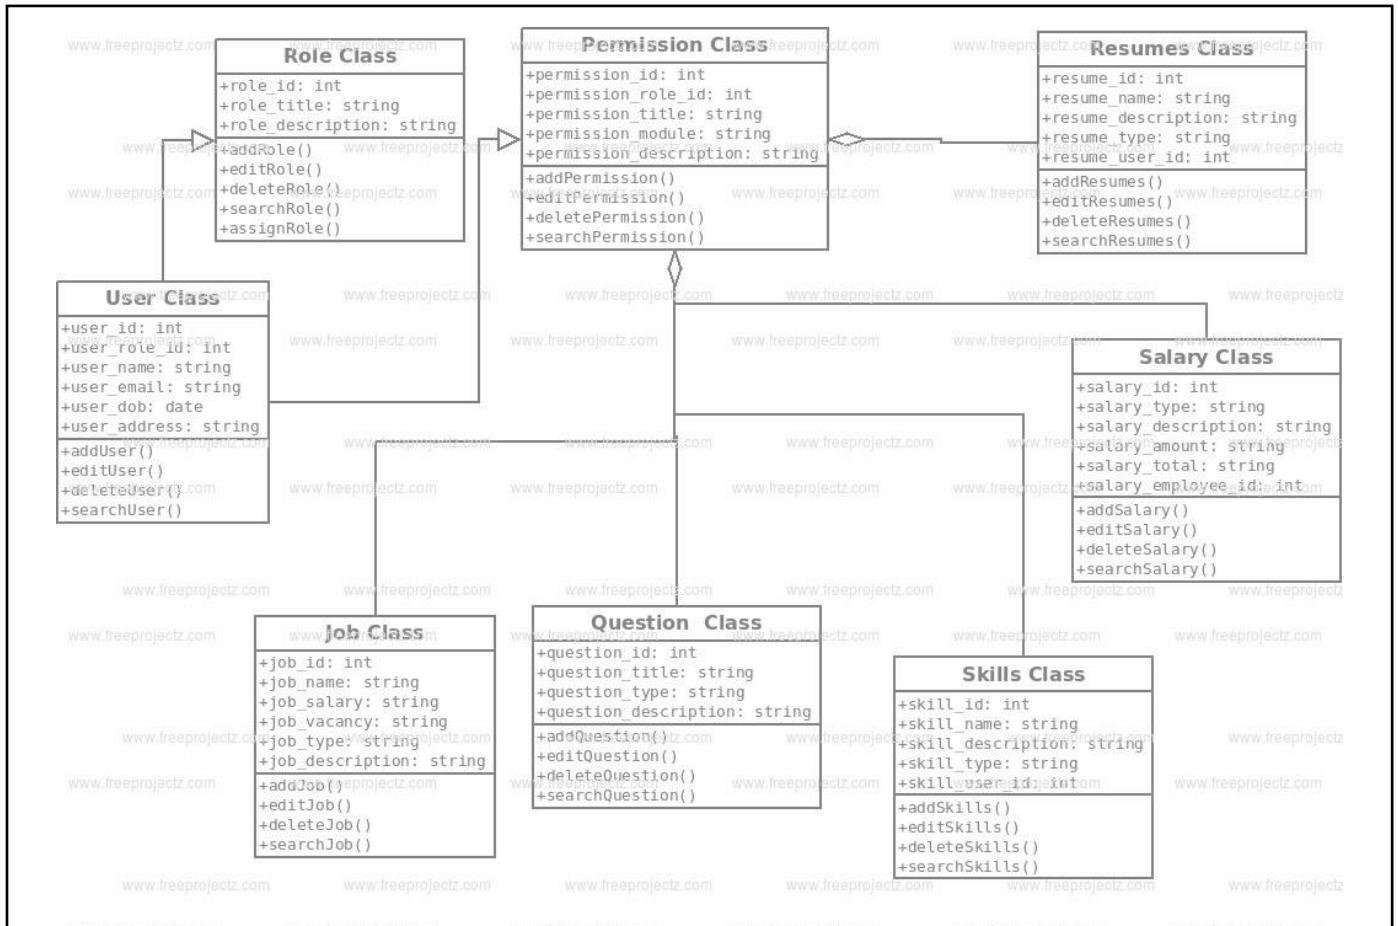 Role Class
+role_id: int
+role_title: string
+role_description: string
+addRole()
+editRole()
+deleteRole()
+searchRole()
+assignRole()
Permission Class
+permission_id: int
+permission_role_id: int
+permission_title: string
+permission_module: string
+permission_description: string
+addPermission()
+editPermission()
+deletePermission()
+searchPermission()
Resumes Class
+resume_id: int
+resume_name: string
+resume_description: string
+resume_type: string
+resume_user_id: int
+addResumes()
+editResumes()
+deleteResumes()
+searchResumes()
User Class
+user_id: int
+user_role_id: int
+user_name: string
+user_email: string
+user_dob: date
+user_address: string
+addUser()
+editUser()
+deleteUser()
+searchUser()
Salary Class
+salary_id: int
+salary_type: string
+salary_description: string
+salary_amount: string
+salary_total: string
+salary_employee_id: int
+addSalary()
+editSalary()
+deleteSalary()
+searchSalary()
Job Class
+job_id: int
+job_name: string
+job_salary: string
+job_vacancy: string
+job_type: string
+job_description: string
+addJob()
+editJob()
+deleteJob()
+searchJob()
Question  Class
+question_id: int
+question_title: string
+question_type: string
+question_description: string
+addQuestion()
+editQuestion()
+deleteQuestion()
+searchQuestion()
Skills Class
+skill_id: int
+skill_name: string
+skill_description: string
+skill_type: string
+skill_user_id: int
+addSkills()
+editSkills()
+deleteSkills()
+searchSkills()
www.freeprojectz.com